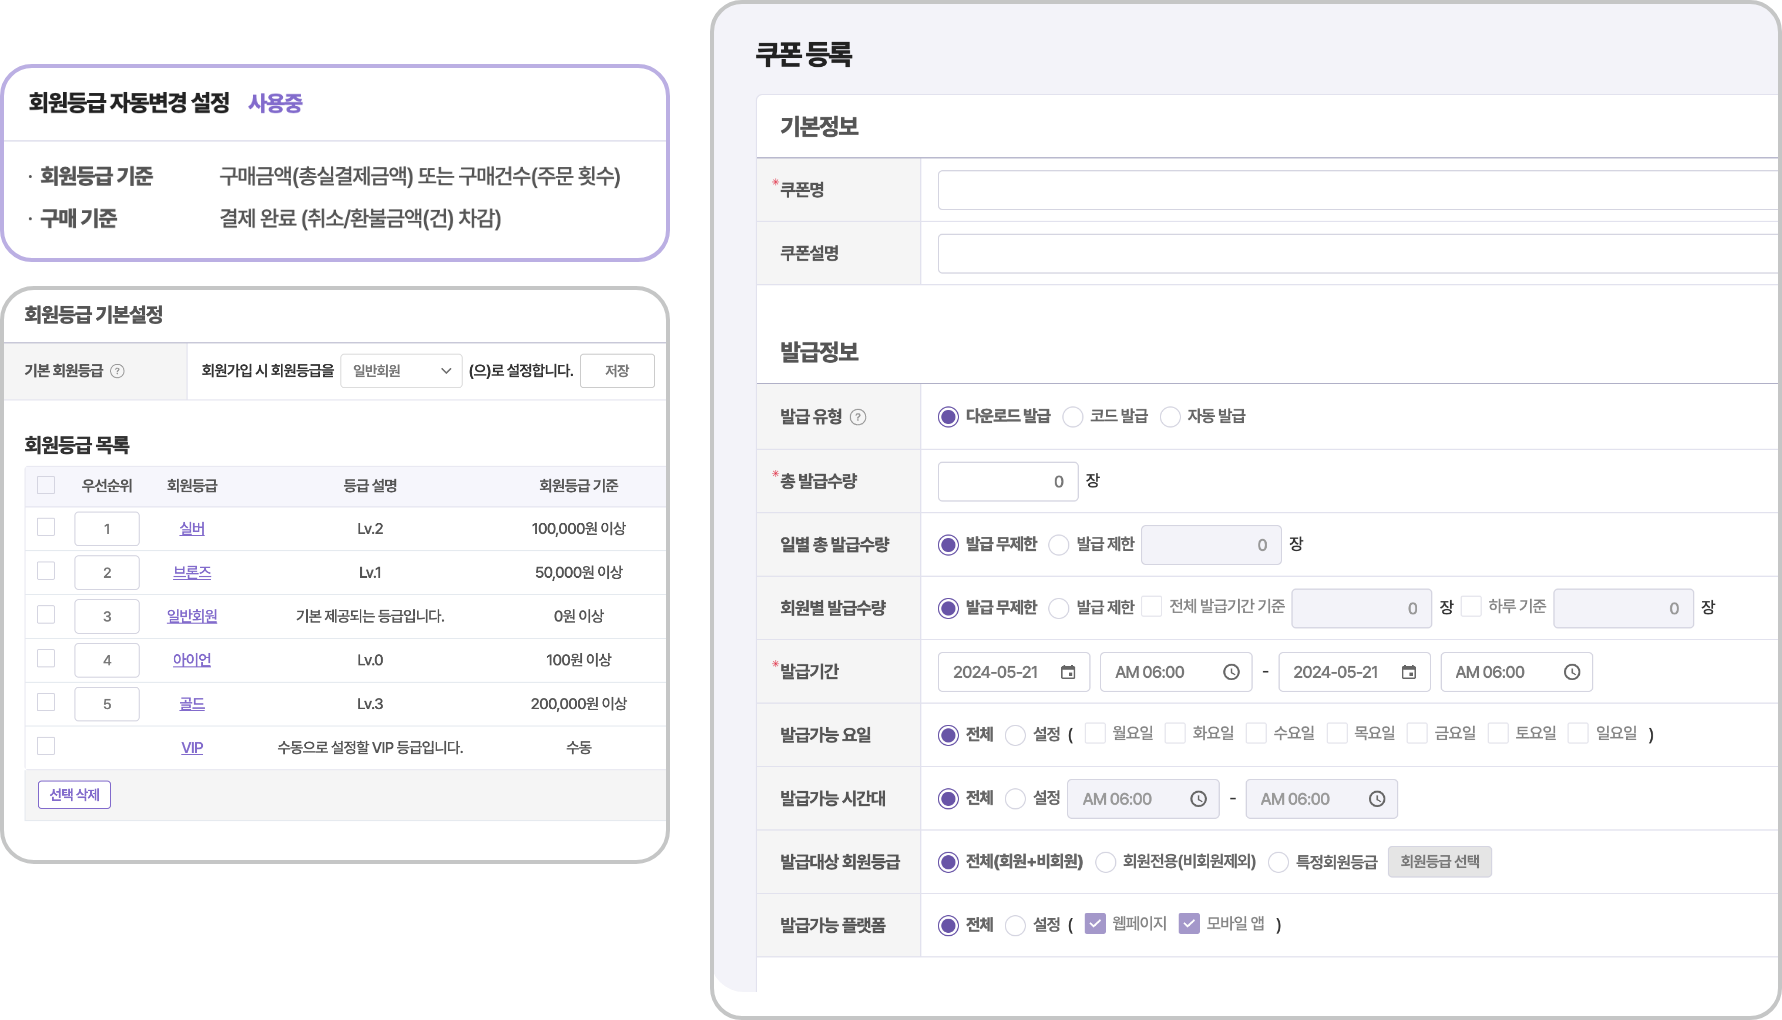 회원등급 자동변경 설정 사용중
· 회원등급 기준 구매금액(총실결제금액) 또는 구매건수(주문 횟수)
· 구매 기준 결제 완료 (취소/환불금액(건) 차감)
회원등급 기본설정
기본 회원등급 ? 회원가입 시 회원등급을 일반회원 (으)로 설정합니다. 저장
회원등급 목록
우선순위 회원등급 등급 설명 회원등급 기준
1 실버 Lv.2 100,000원 이상
2 브론즈 Lv.1 50,000원 이상
3 일반회원 기본 제공되는 등급입니다. 0원 이상
4 아이언 Lv.0 100원 이상
5 골드 Lv.3 200,000원 이상
VIP 수동으로 설정할 VIP 등급입니다. 수동
선택 삭제
쿠폰 등록
기본정보
*쿠폰명
쿠폰설명
발급정보
발급 유형 ? 다운로드 발급 코드 발급 자동 발급
*총 발급수량 0 장
일별 총 발급수량 발급 무제한 발급 제한 0 장
회원별 발급수량 발급 무제한 발급 제한 전체 발급기간 기준 0 장 하루 기준 0 장
*발급기간 2024-05-21 AM 06:00 - 2024-05-21 AM 06:00
발급가능 요일 전체 설정 ( 월요일 화요일 수요일 목요일 금요일 토요일 일요일 )
발급가능 시간대 전체 설정 AM 06:00 - AM 06:00
발급대상 회원등급 전체(회원+비회원) 회원전용(비회원제외) 특정회원등급 회원등급 선택
발급가능 플랫폼 전체 설정 ( 웹페이지 모바일 앱 )